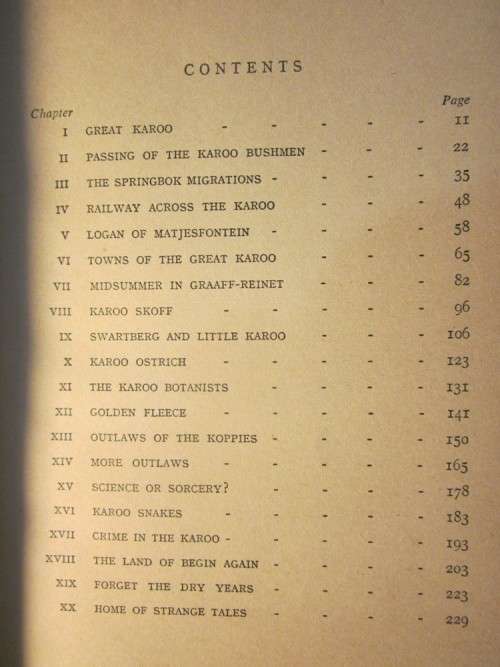 CONTENTS
Chapter Page
I GREAT KAROO - - - - - 11
II PASSING OF THE KAROO BUSHMEN - - - 22
III THE SPRINGBOK MIGRATIONS - - - - 35
IV RAILWAY ACROSS THE KAROO - - - 48
V LOGAN OF MATJESFONTEIN - - - - 58
VI TOWNS OF THE GREAT KAROO - - - 65
VII MIDSUMMER IN GRAAFF-REINET - - - 82
VIII KAROO SKOFF - - - - - 96
IX SWARTBERG AND LITTLE KAROO - - - 106
X KAROO OSTRICH - - - - - 123
XI THE KAROO BOTANISTS - - - - 131
XII GOLDEN FLEECE - - - - - 141
XIII OUTLAWS OF THE KOPPIES - - - - 150
XIV MORE OUTLAWS - - - - - 165
XV SCIENCE OR SORCERY? - - - - 178
XVI KAROO SNAKES - - - - - 183
XVII CRIME IN THE KAROO - - - - - 193
XVIII THE LAND OF BEGIN AGAIN - - - - 203
XIX FORGET THE DRY YEARS - - - - 223
XX HOME OF STRANGE TALES - - - - 229